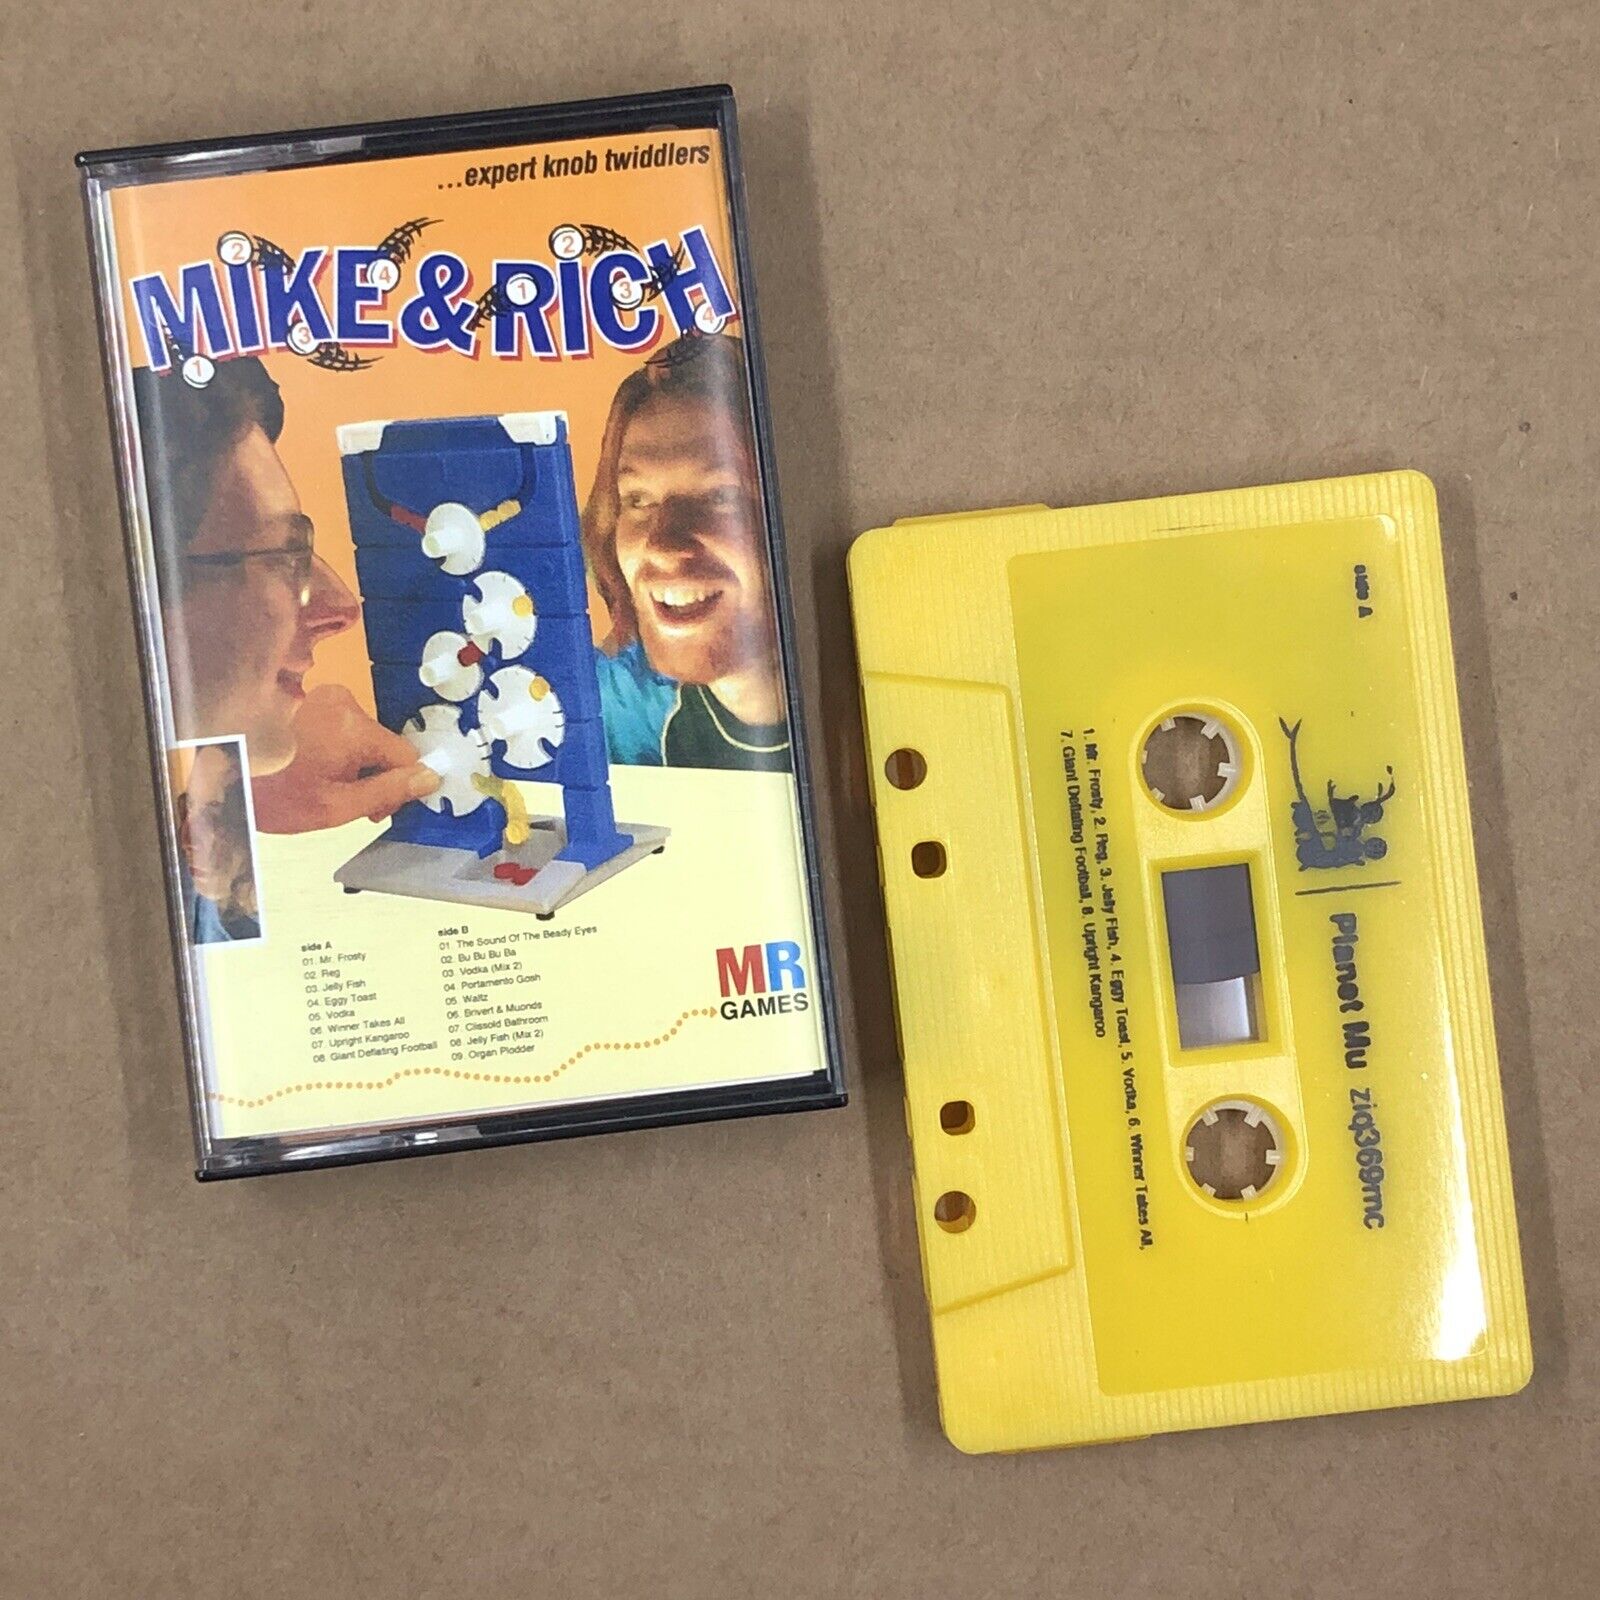 ...expert knob twiddlers
MIKE & RICH
2
4
2
1
3
3
4
1
side A
01. Mr. Frosty
02. Reg
03. Jelly Fish
04. Eggy Toast
05. Vodka
06 Winner Takes All
07. Upright Kangaroo
08 Giant Deflating Football
side B
01. The Sound Of The Beady Eyes
02. Bu Bu Bu Ba
03 Vodka (Mix 2)
04. Portamento Gosh
05 Waltz
06. Brivert & Muonds
07. Clissold Bathroom
08. Jelly Fish (Mix 2)
09. Organ Plodder
MR
GAMES
side A
Planet Mu ziq369mc
1. Mr. Frosty, 2. Reg, 3. Jelly Fish, 4. Eggy Toast, 5. Vodka, 6. Winner Takes All,
7. Giant Deflating Football, 8. Upright Kangaroo